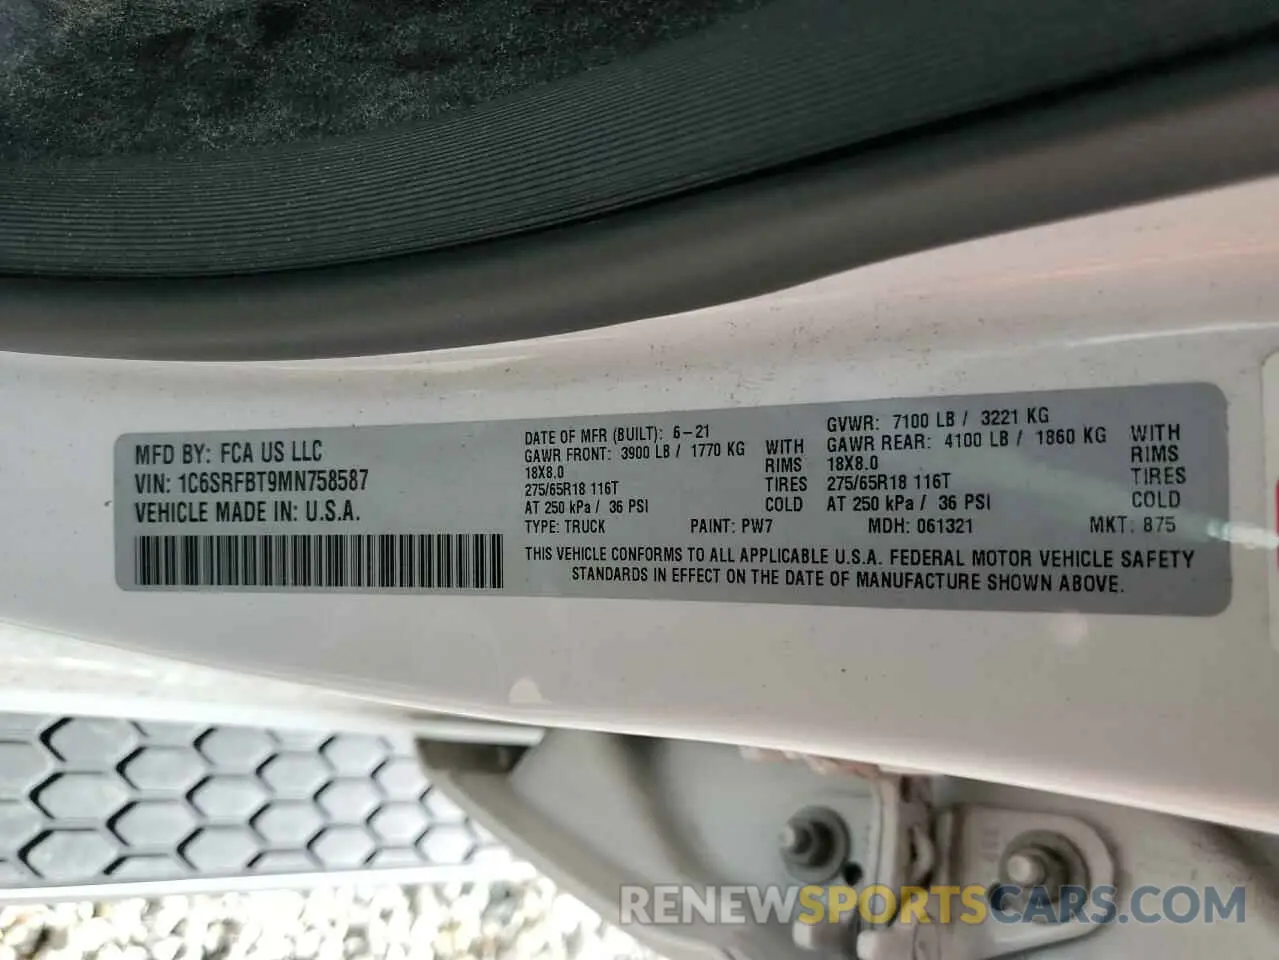 MFD BY: FCA US LLC
VIN: 1C6SRFBT9MN758587
VEHICLE MADE IN: U.S.A.
DATE OF MFR (BUILT): 6-21
GAWR FRONT: 3900 LB / 1770 KG WITH
18X8.0 RIMS
275/65R18 116T TIRES
AT 250 kPa / 36 PSI COLD
GVWR: 7100 LB / 3221 KG
GAWR REAR: 4100 LB / 1860 KG WITH
18X8.0 RIMS
275/65R18 116T TIRES
AT 250 kPa / 36 PSI COLD
TYPE: TRUCK PAINT: PW7 MDH: 061321 MKT: 875
THIS VEHICLE CONFORMS TO ALL APPLICABLE U.S.A. FEDERAL MOTOR VEHICLE SAFETY
STANDARDS IN EFFECT ON THE DATE OF MANUFACTURE SHOWN ABOVE.
RENEWSPORTSCARS.COM